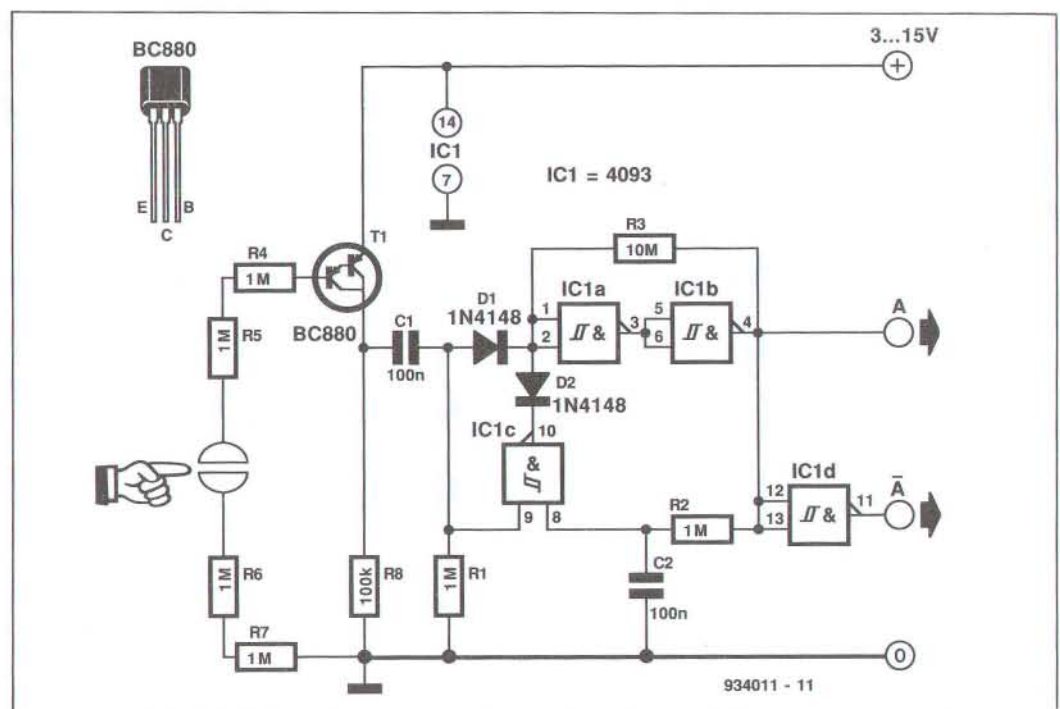 BC880
E
B
C
3...15V
+
14
IC1
7
IC1 = 4093
T1
R4
1M
BC880
R5
1M
C1
100n
D1
1N4148
R3
10M
IC1a
1
2
&
3
IC1b
5
6
4
A
D2
1N4148
IC1c
10
&
9
8
R2
1M
IC1d
12
13
&
11
A̅
R6
1M
R7
1M
100k
R8
1M
R1
C2
100n
0
934011 - 11